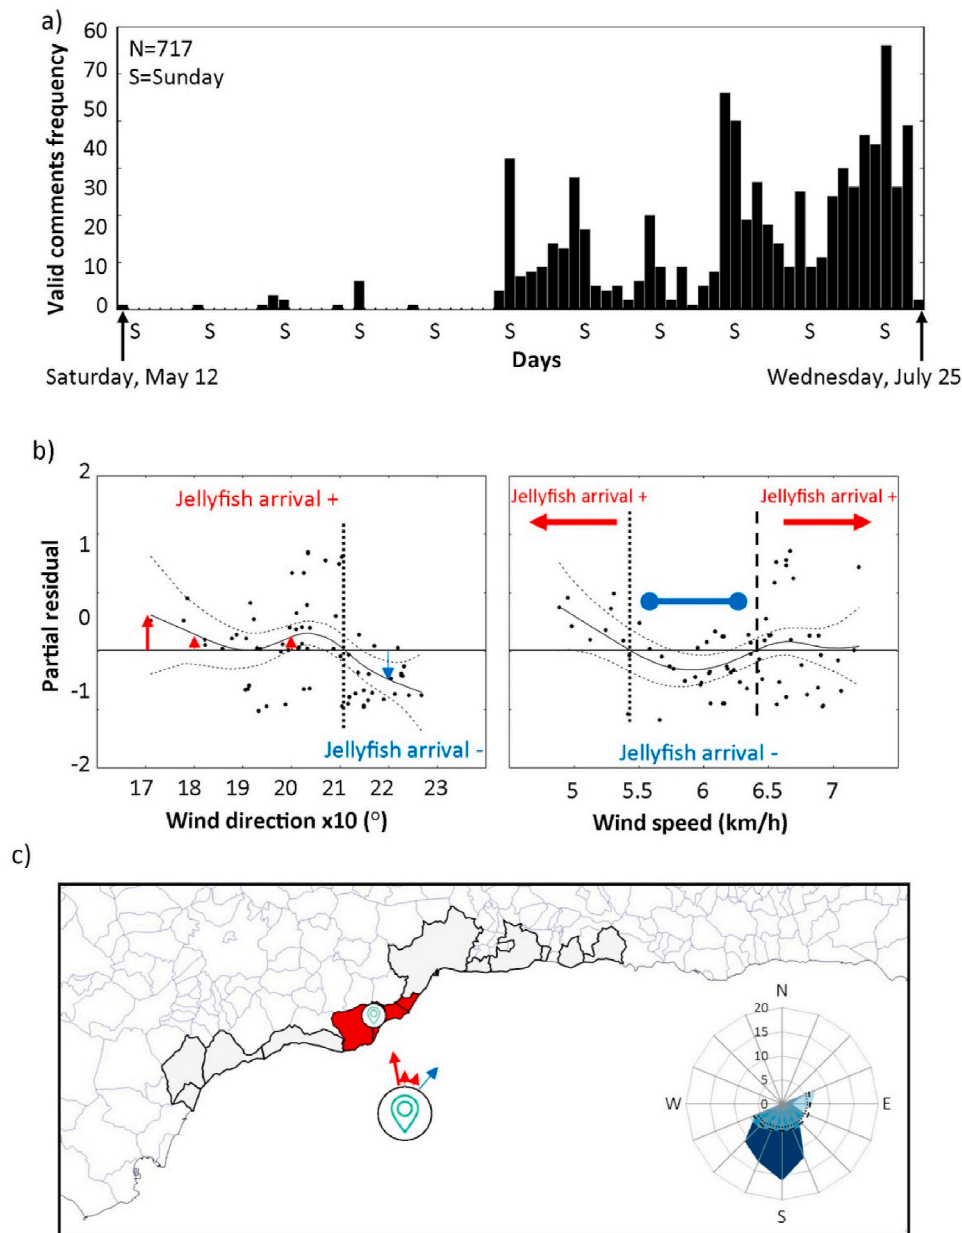 a)
60
70
50
40
30
20
10
0
Valid comments frequency
N=717
S=Sunday
S S S S S S S S S S S
Days
Saturday, May 12
Wednesday, July 25
b)
2
1
0
-1
-2
Partial residual
Jellyfish arrival +
Jellyfish arrival -
17 18 19 20 21 22 23
Wind direction x10 (°)
Jellyfish arrival +
Jellyfish arrival +
Jellyfish arrival -
5 5.5 6 6.5 7
Wind speed (km/h)
c)
N
20
15
10
5
0
W
E
S